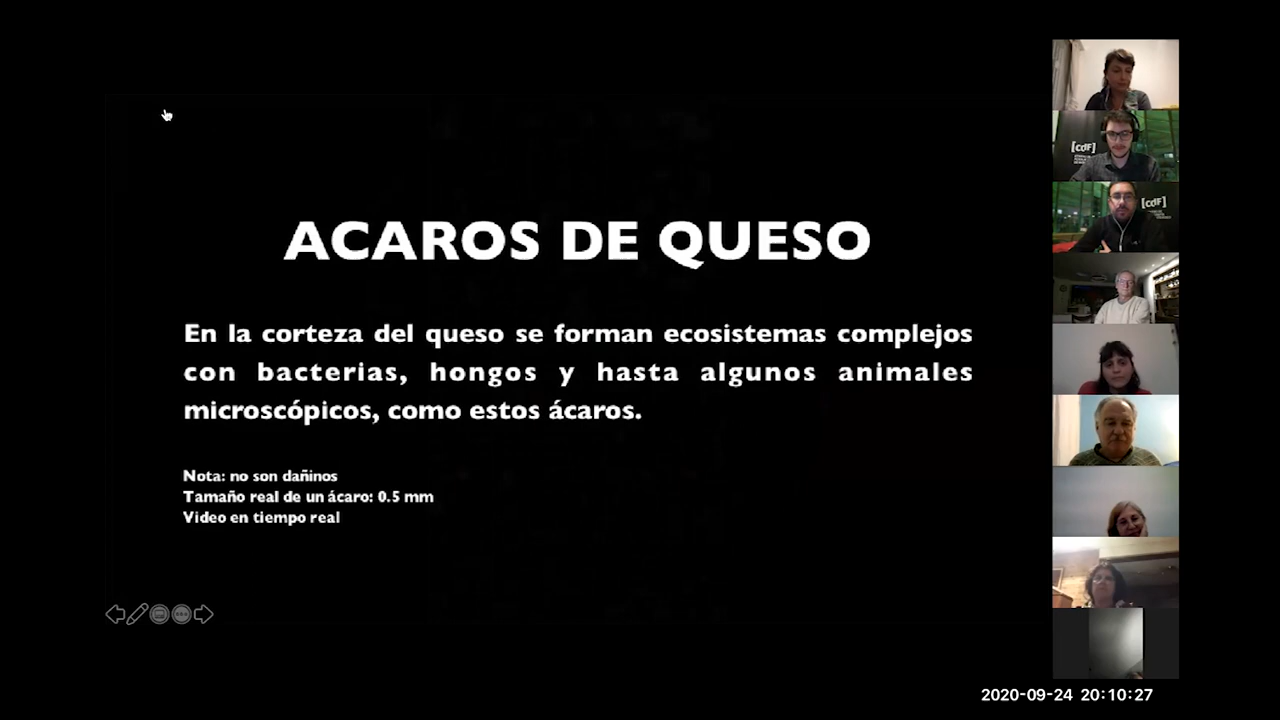 ACAROS DE QUESO
En la corteza del queso se forman ecosistemas complejos
con bacterias, hongos y hasta algunos animales
microscópicos, como estos ácaros.
Nota: no son dañinos
Tamaño real de un ácaro: 0.5 mm
Video en tiempo real
[CdF]
[CdF]
2020-09-24 20:10:27